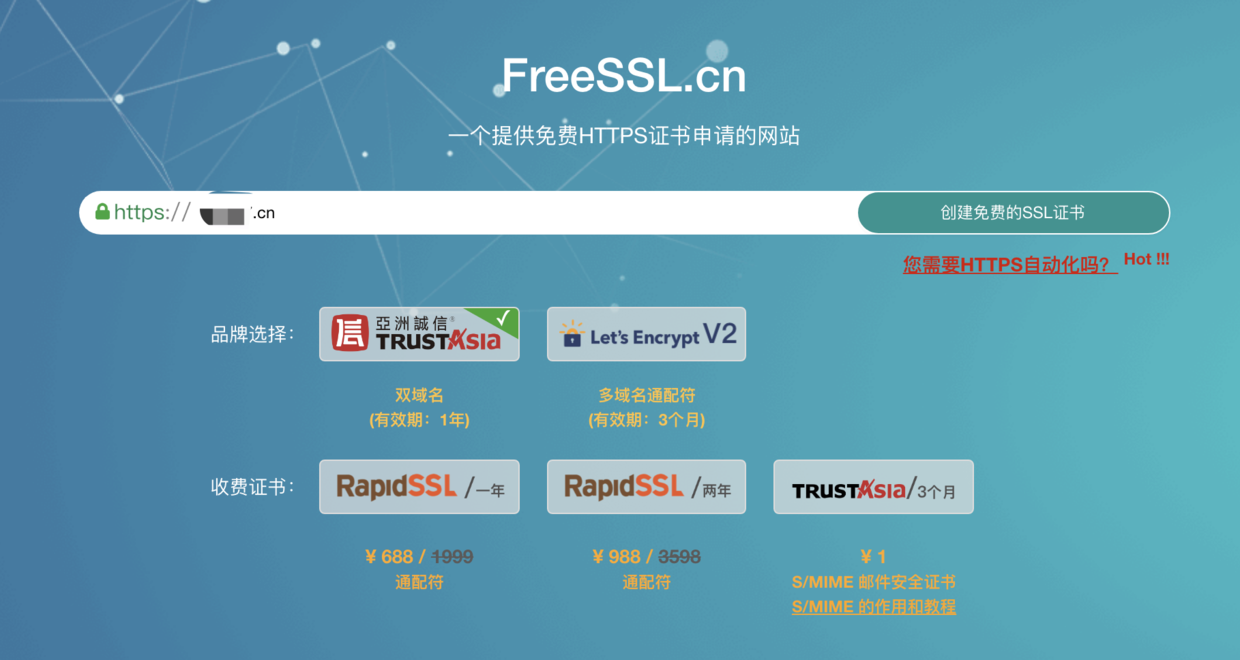 FreeSSL.cn
一个提供免费HTTPS证书申请的网站
https:// .cn
创建免费的SSL证书
您需要HTTPS自动化吗？ Hot !!!
品牌选择：
亞洲誠信®
TRUSTAsia
Let's Encrypt V2
双域名
(有效期：1年)
多域名通配符
(有效期：3个月)
收费证书：
RapidSSL /一年
RapidSSL /两年
TRUSTAsia/3个月
¥ 688 / 1999
通配符
¥ 988 / 3598
通配符
¥ 1
S/MIME 邮件安全证书
S/MIME 的作用和教程